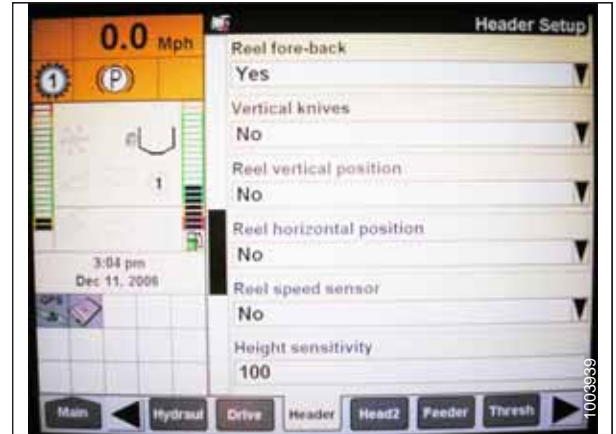 0.0 Mph
Header Setup
1
(P)
Reel fore-back
Yes
Vertical knives
No
Reel vertical position
No
1
Reel horizontal position
No
3:04 pm
Dec 11, 2006
Reel speed sensor
No
GPS
Height sensitivity
100
Main
Hydraul
Drive
Header
Head2
Feeder
Thresh
1003939